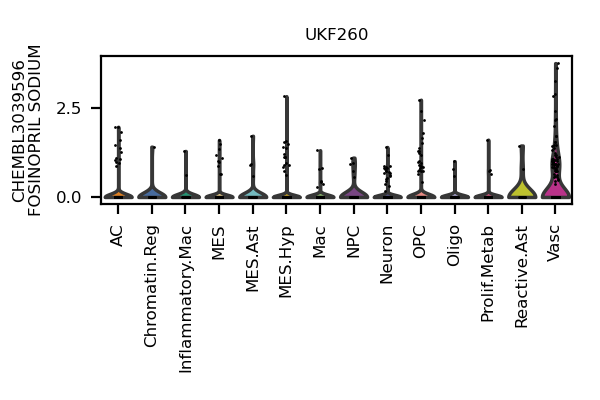 UKF260
CHEMBL3039596
FOSINOPRIL SODIUM
2.5
0.0
AC
Chromatin.Reg
Inflammatory.Mac
MES
MES.Ast
MES.Hyp
Mac
NPC
Neuron
OPC
Oligo
Prolif.Metab
Reactive.Ast
Vasc